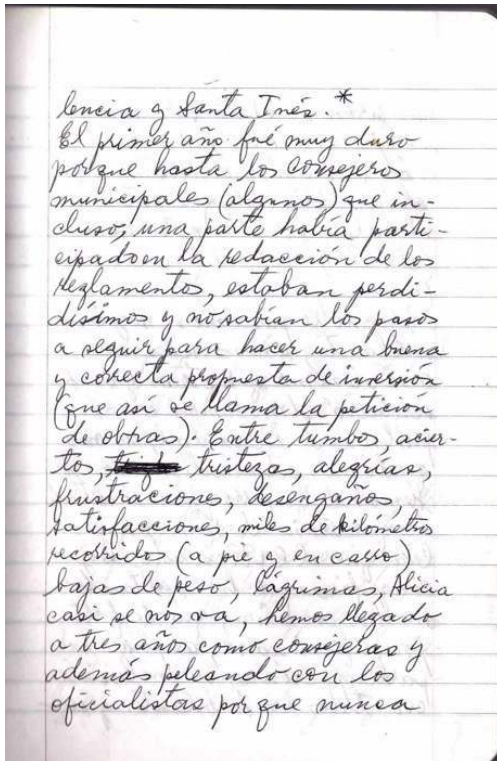 lencia y Santa Inés.*
El primer año fué muy duro
porque hasta los consejeros
municipales (algunos) que in-
cluso, una parte había parti-
cipado en la redacción de los
reglamentos, estaban perdi-
dísimos y no sabían los pasos
a seguir para hacer una buena
y correcta propuesta de inversión
(que así se llama la petición
de obras). Entre tumbos, acier-
tos, tristezas, alegrías,
frustraciones, desengaños,
satisfacciones, miles de kilómetros
recorridos (a pie y en carro)
bajas de peso, lágrimas, Alicia
casi se nos va, hemos llegado
a tres años como consejeras y
además peleando con los
oficialistas porque nunca